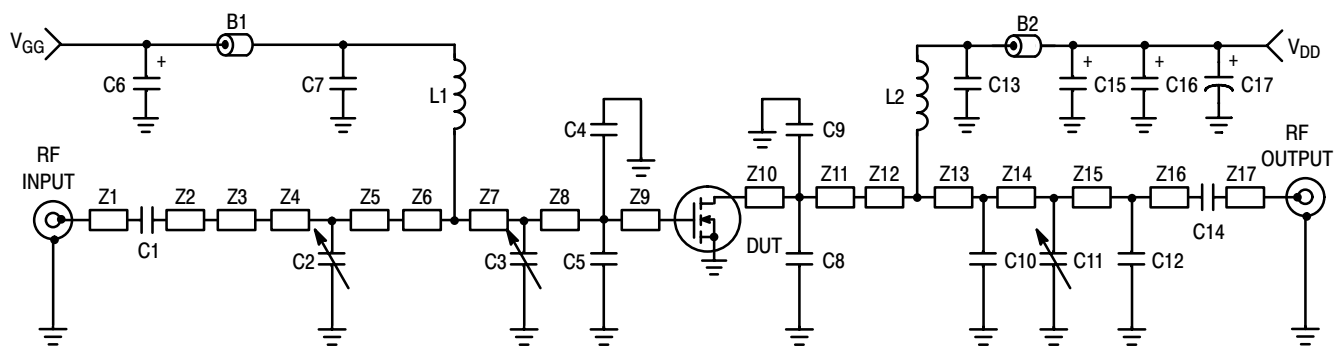 B1
B2
V_GG
V_DD
+
+
+
+
C6
C7
L1
L2
C13
C15
C16
C17
C4
C9
RF
INPUT
RF
OUTPUT
Z1
Z2
Z3
Z4
Z5
Z6
Z7
Z8
Z9
Z10
Z11
Z12
Z13
Z14
Z15
Z16
Z17
C1
C2
C3
C5
DUT
C8
C10
C11
C12
C14